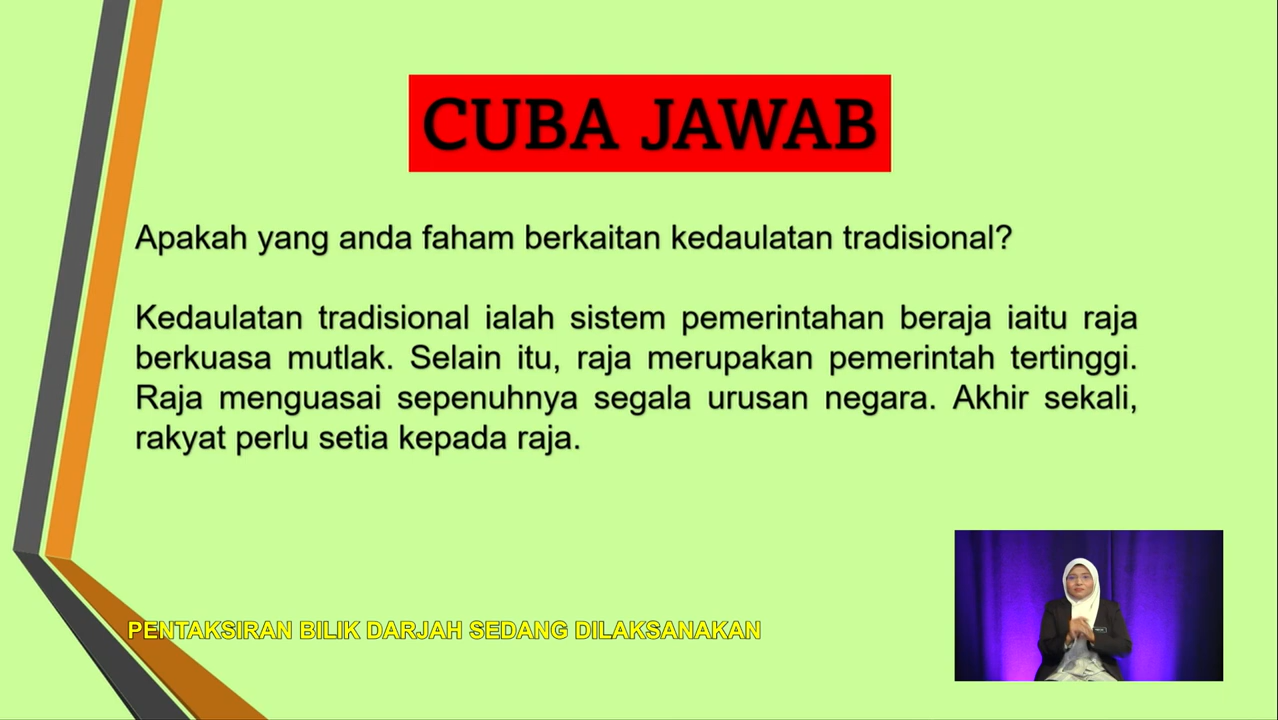 CUBA JAWAB
Apakah yang anda faham berkaitan kedaulatan tradisional?
Kedaulatan tradisional ialah sistem pemerintahan beraja iaitu raja
berkuasa mutlak. Selain itu, raja merupakan pemerintah tertinggi.
Raja menguasai sepenuhnya segala urusan negara. Akhir sekali,
rakyat perlu setia kepada raja.
PENTAKSIRAN BILIK DARJAH SEDANG DILAKSANAKAN